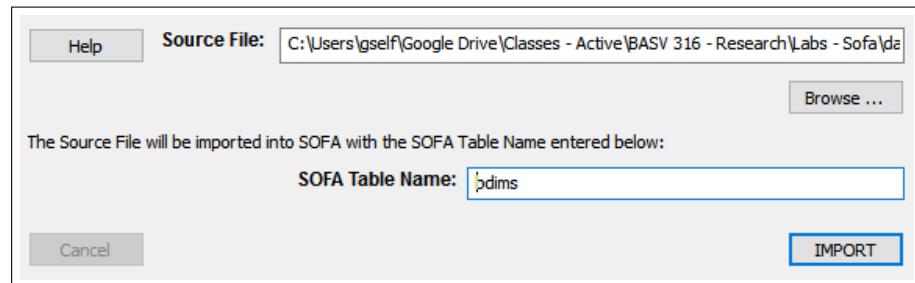 Help
Source File:
C:\Users\gself\Google Drive\Classes - Active\BASV 316 - Research\Labs - Sofa\da
Browse ...
The Source File will be imported into SOFA with the SOFA Table Name entered below:
SOFA Table Name:
bdims
Cancel
IMPORT